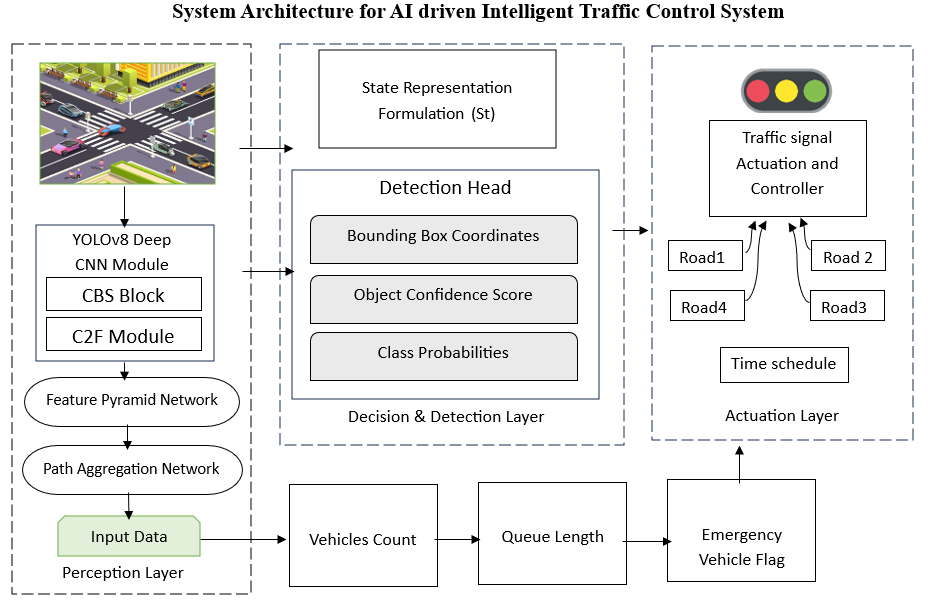 System Architecture for AI driven Intelligent Traffic Control System
YOLOv8 Deep
CNN Module
CBS Block
C2F Module
Feature Pyramid Network
Path Aggregation Network
Input Data
Perception Layer
State Representation
Formulation (St)
Detection Head
Bounding Box Coordinates
Object Confidence Score
Class Probabilities
Decision & Detection Layer
Traffic signal
Actuation and
Controller
Road1
Road 2
Road4
Road3
Time schedule
Actuation Layer
Vehicles Count
Queue Length
Emergency
Vehicle Flag